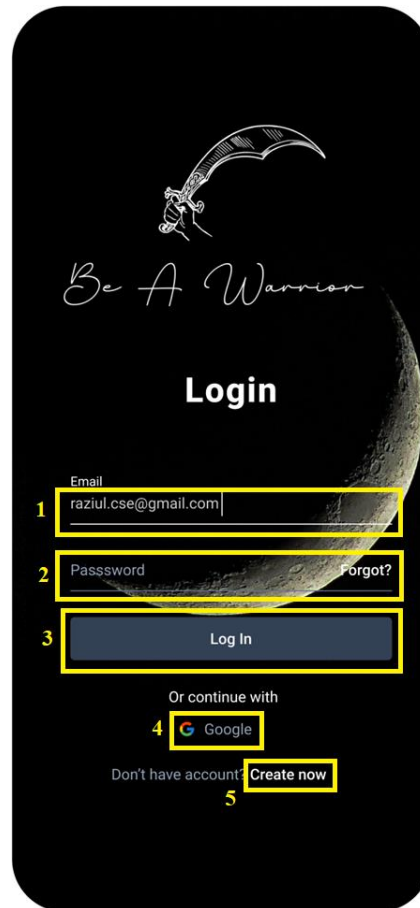 Be A Warrior
Login
Email
1 raziul.cse@gmail.com
2 Passsword Forgot?
3 Log In
Or continue with
4 G Google
Don't have account? Create now
5